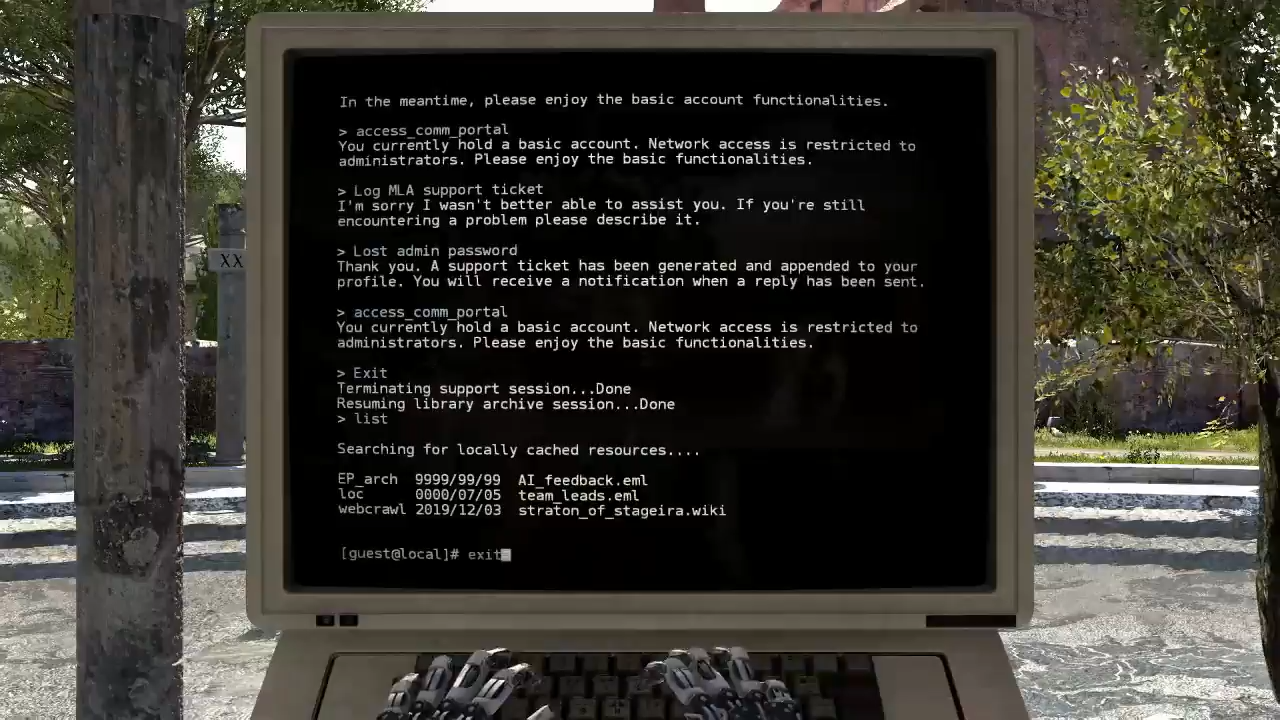 In the meantime, please enjoy the basic account functionalities.
> access_comm_portal
You currently hold a basic account. Network access is restricted to
administrators. Please enjoy the basic functionalities.
> Log MLA support ticket
I'm sorry I wasn't better able to assist you. If you're still
encountering a problem please describe it.
> Lost admin password
Thank you. A support ticket has been generated and appended to your
profile. You will receive a notification when a reply has been sent.
> access_comm_portal
You currently hold a basic account. Network access is restricted to
administrators. Please enjoy the basic functionalities.
> Exit
Terminating support session...Done
Resuming library archive session...Done
> list
Searching for locally cached resources....
EP_arch 9999/99/99 AI_feedback.eml
loc 0000/07/05 team_leads.eml
webcrawl 2019/12/03 straton_of_stageira.wiki
[guest@local]# exit
XX